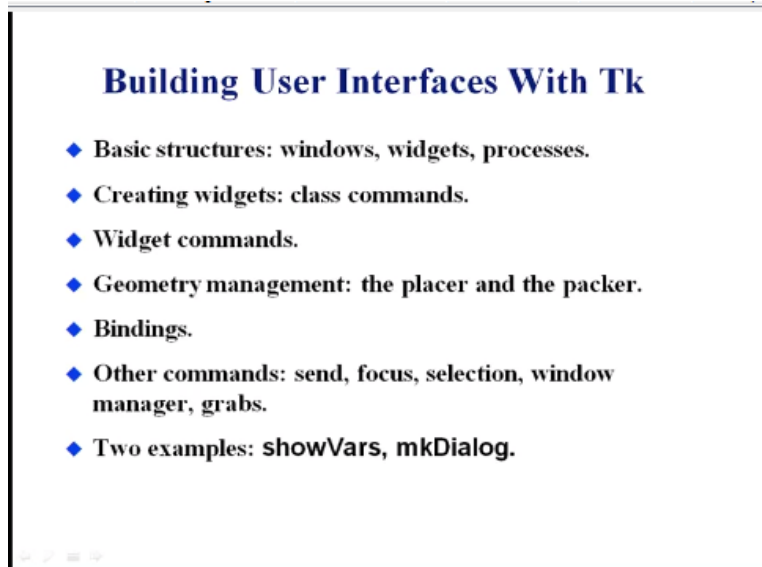 Building User Interfaces With Tk
Basic structures: windows, widgets, processes.
Creating widgets: class commands.
Widget commands.
Geometry management: the placer and the packer.
Bindings.
Other commands: send, focus, selection, window
manager, grabs.
Two examples: showVars, mkDialog.